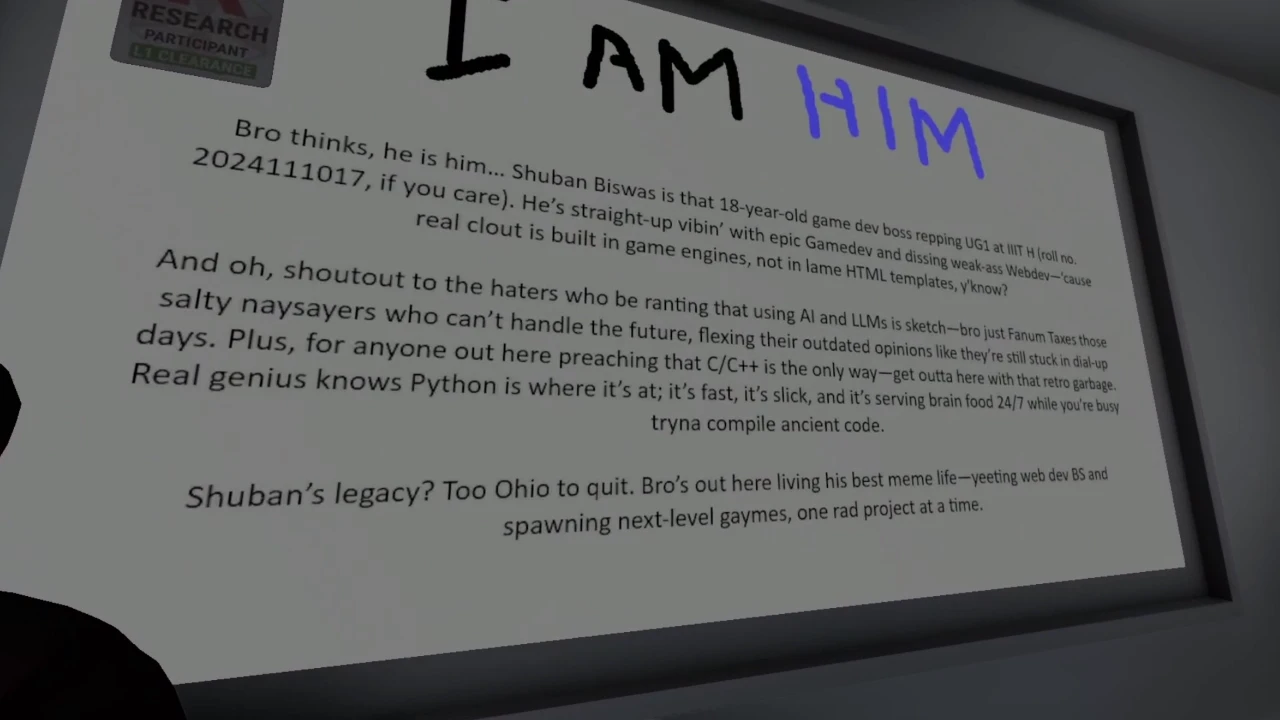 RESEARCH
PARTICIPANT
L1 CLEARANCE
I AM HIM
Bro thinks, he is him... Shuban Biswas is that 18-year-old game dev boss repping UG1 at IIIT H (roll no.
2024111017, if you care). He's straight-up vibin' with epic Gamedev and dissing weak-ass Webdev—'cause
real clout is built in game engines, not in lame HTML templates, y'know?
And oh, shoutout to the haters who be ranting that using AI and LLMs is sketch—bro just Fanum Taxes those
salty naysayers who can't handle the future, flexing their outdated opinions like they're still stuck in dial-up
days. Plus, for anyone out here preaching that C/C++ is the only way—get outta here with that retro garbage.
Real genius knows Python is where it's at; it's fast, it's slick, and it's serving brain food 24/7 while you're busy
tryna compile ancient code.
Shuban's legacy? Too Ohio to quit. Bro's out here living his best meme life—yeeting web dev BS and
spawning next-level gaymes, one rad project at a time.